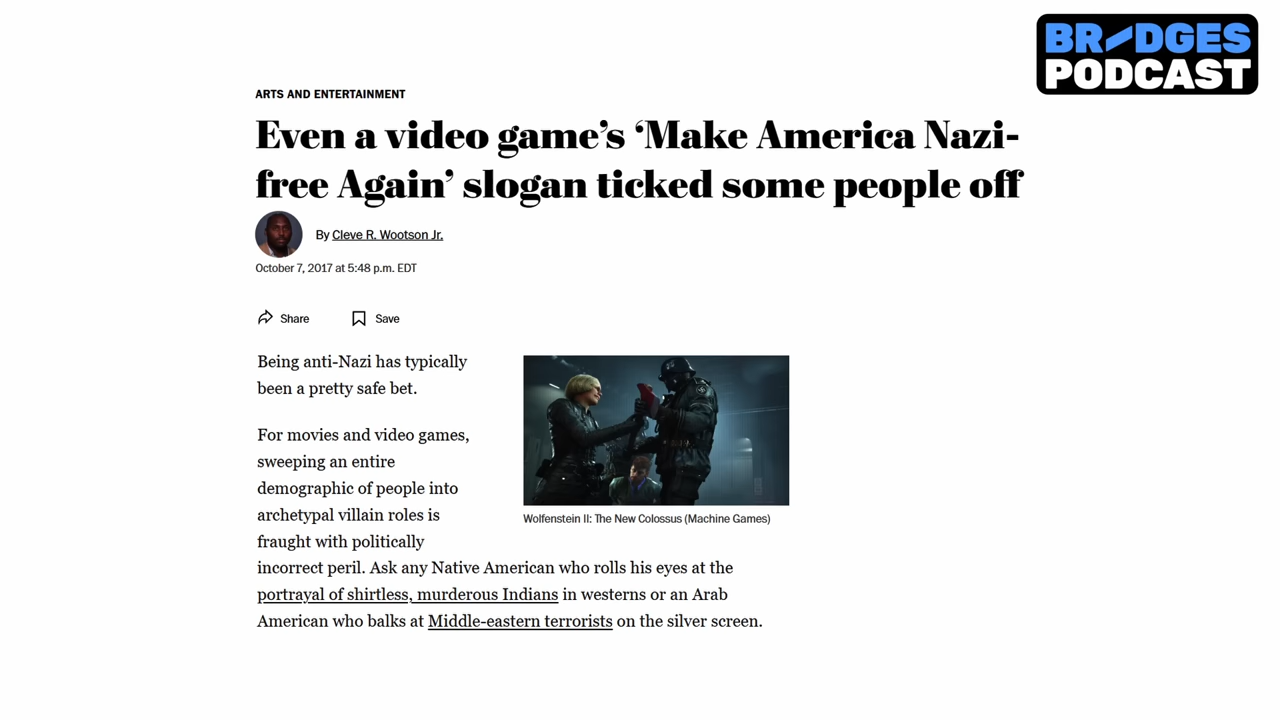 BRIDGES
PODCAST
ARTS AND ENTERTAINMENT
Even a video game’s ‘Make America Nazi-
free Again’ slogan ticked some people off
By Cleve R. Wootson Jr.
October 7, 2017 at 5:48 p.m. EDT
Share Save
Being anti-Nazi has typically
been a pretty safe bet.
For movies and video games,
sweeping an entire
demographic of people into
archetypal villain roles is
fraught with politically
Wolfenstein II: The New Colossus (Machine Games)
incorrect peril. Ask any Native American who rolls his eyes at the
portrayal of shirtless, murderous Indians in westerns or an Arab
American who balks at Middle-eastern terrorists on the silver screen.